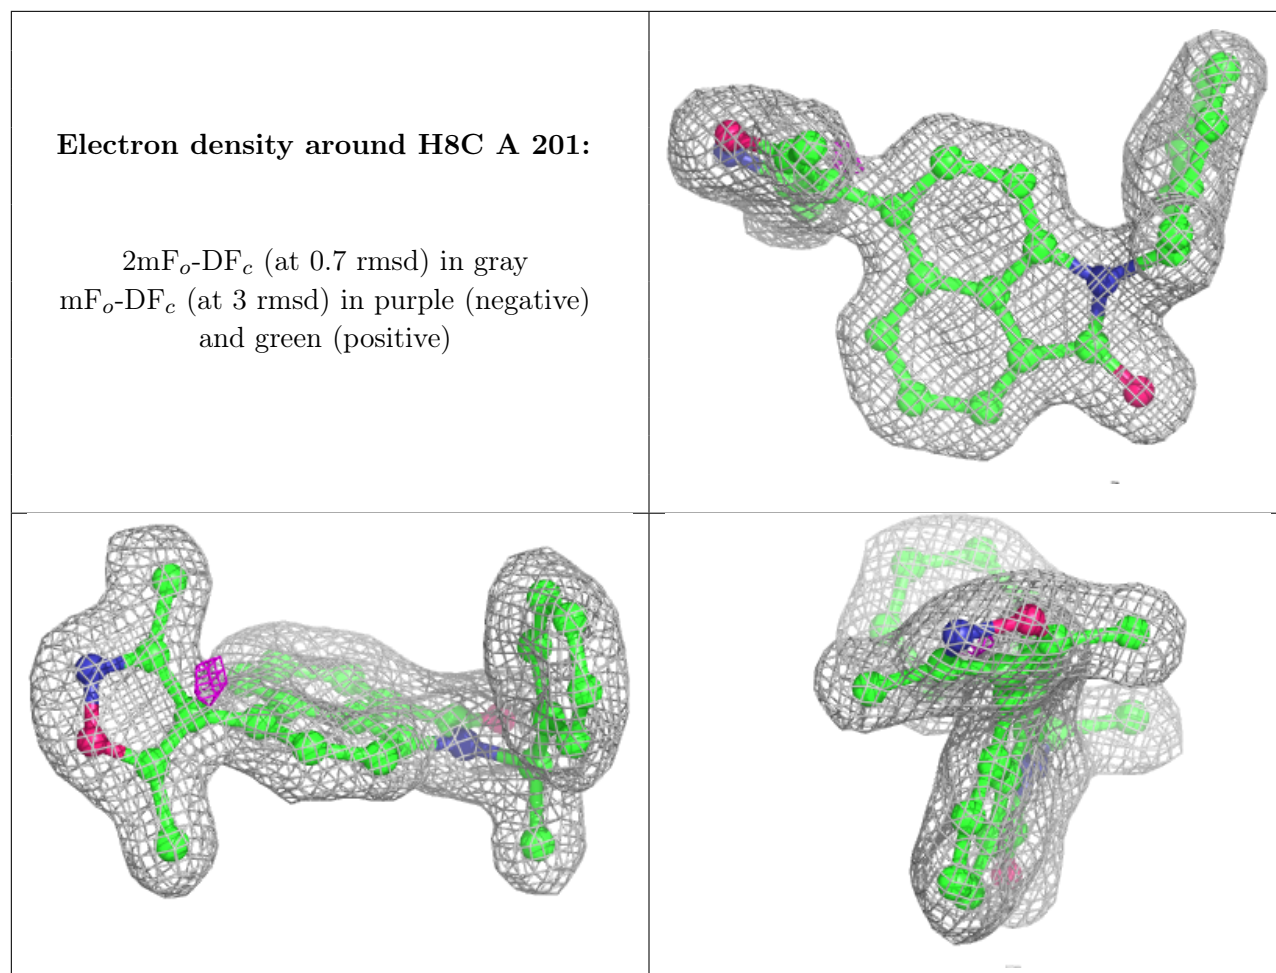 Electron density around H8C A 201:
2mFo-DFc (at 0.7 rmsd) in gray
mFo-DFc (at 3 rmsd) in purple (negative)
and green (positive)